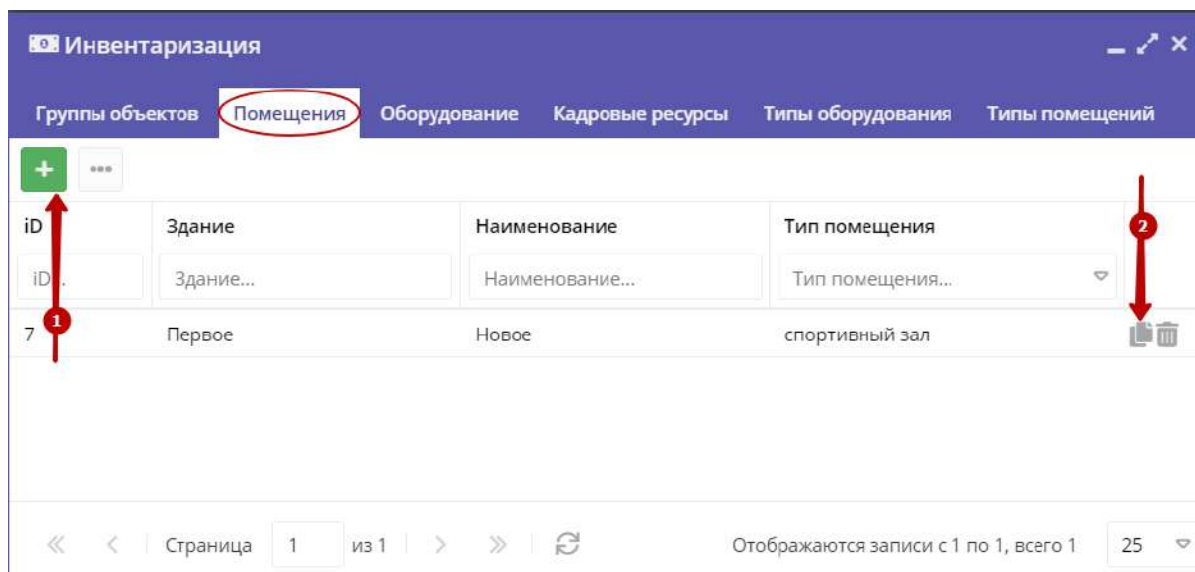 Инвентаризация
Группы объектов Помещения Оборудование Кадровые ресурсы Типы оборудования Типы помещений
iD Здание Наименование Тип помещения 2
iD... Здание... Наименование... Тип помещения...
1
7 Первое Новое спортивный зал
Страница 1 из 1 Отображаются записи с 1 по 1, всего 1 25